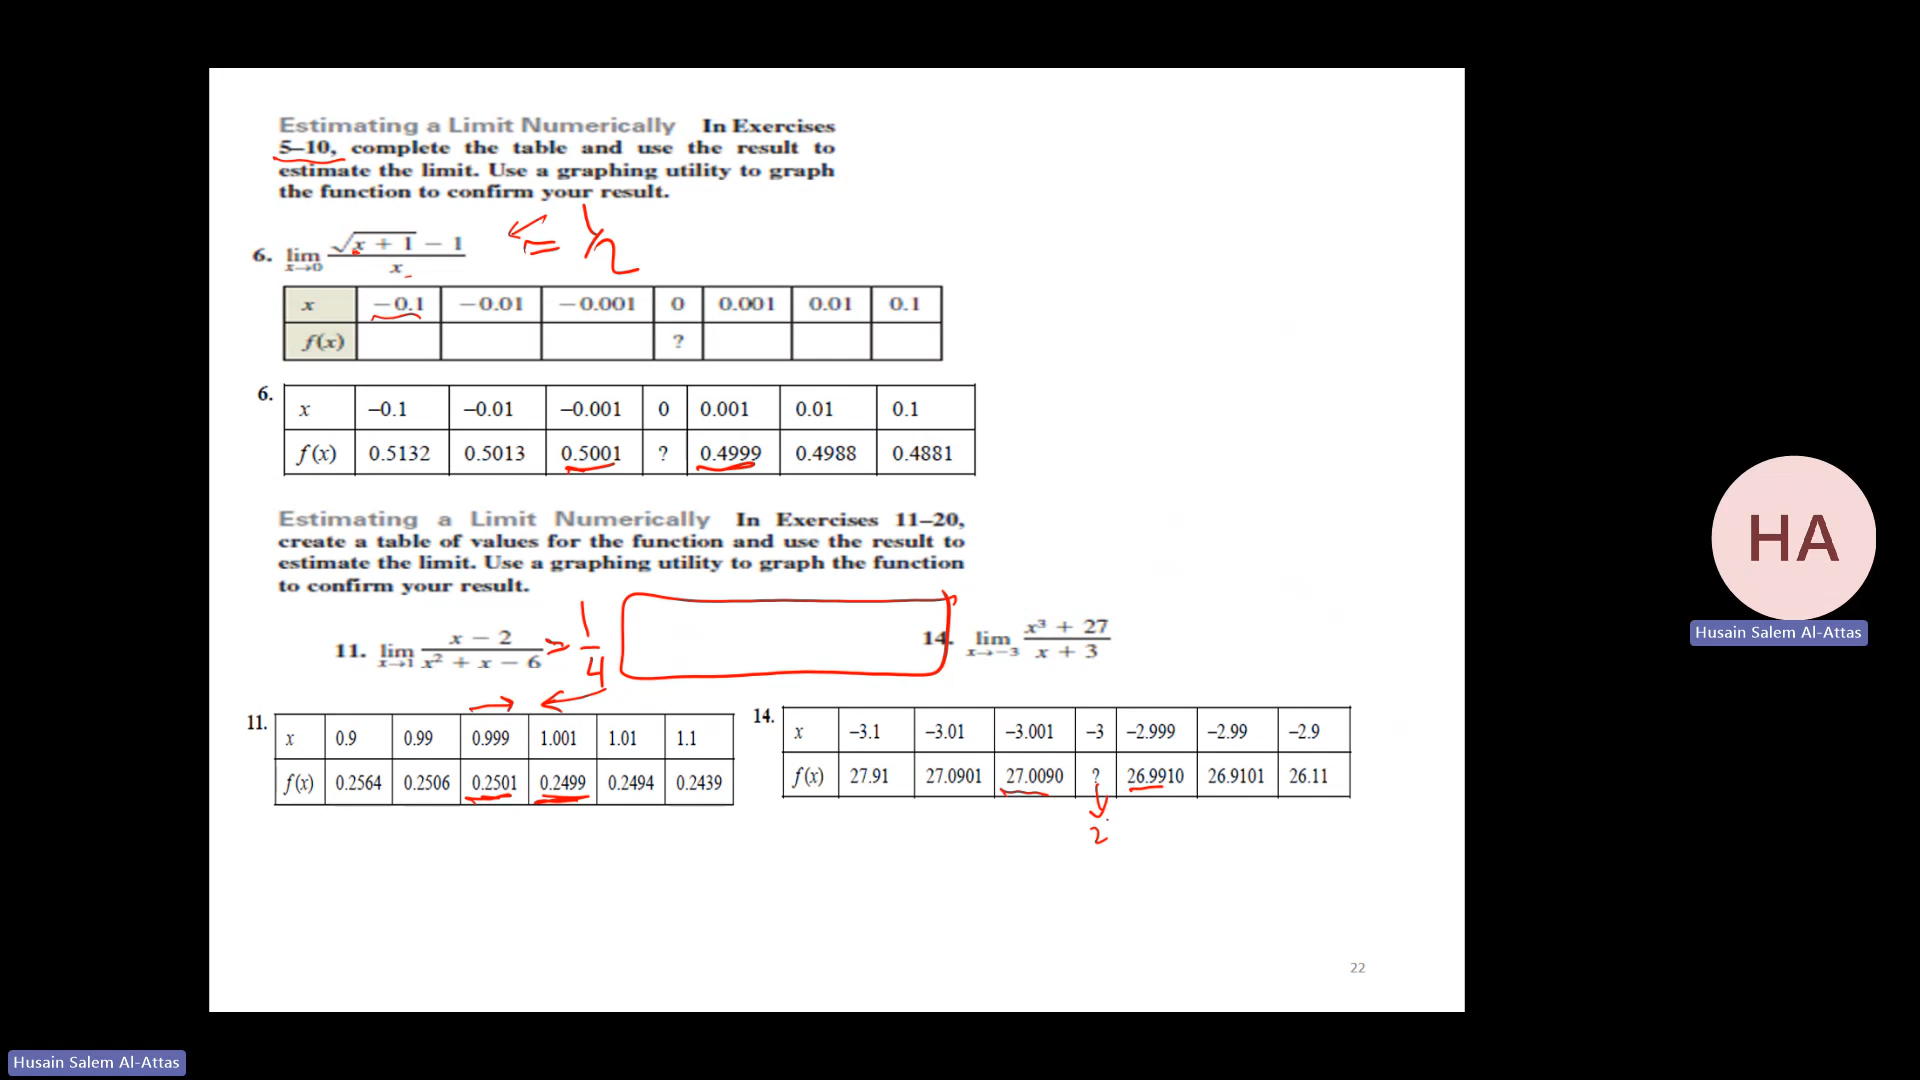 Estimating a Limit Numerically In Exercises
5–10, complete the table and use the result to
estimate the limit. Use a graphing utility to graph
the function to confirm your result.
6. lim x→0 (√(x + 1) − 1)/x = 1/2
x −0.1 −0.01 −0.001 0 0.001 0.01 0.1
f(x) ?
6.
x –0.1 –0.01 –0.001 0 0.001 0.01 0.1
f(x) 0.5132 0.5013 0.5001 ? 0.4999 0.4988 0.4881
Estimating a Limit Numerically In Exercises 11–20,
create a table of values for the function and use the result to
estimate the limit. Use a graphing utility to graph the function
to confirm your result.
11. lim x→1 (x − 2)/(x² + x − 6) = 1/4
14. lim x→−3 (x³ + 27)/(x + 3)
11.
x 0.9 0.99 0.999 1.001 1.01 1.1
f(x) 0.2564 0.2506 0.2501 0.2499 0.2494 0.2439
14.
x –3.1 –3.01 –3.001 –3 –2.999 –2.99 –2.9
f(x) 27.91 27.0901 27.0090 ? 26.9910 26.9101 26.11
2
22
HA
Husain Salem Al-Attas
Husain Salem Al-Attas